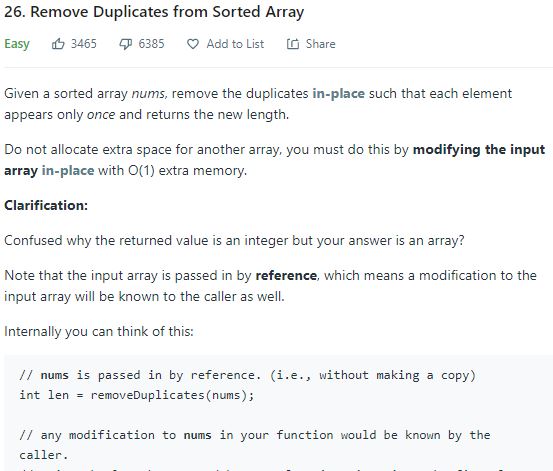 26. Remove Duplicates from Sorted Array
Easy 3465 6385 Add to List Share
Given a sorted array nums, remove the duplicates in-place such that each element
appears only once and returns the new length.
Do not allocate extra space for another array, you must do this by modifying the input
array in-place with O(1) extra memory.
Clarification:
Confused why the returned value is an integer but your answer is an array?
Note that the input array is passed in by reference, which means a modification to the
input array will be known to the caller as well.
Internally you can think of this:
// nums is passed in by reference. (i.e., without making a copy)
int len = removeDuplicates(nums);
// any modification to nums in your function would be known by the
caller.